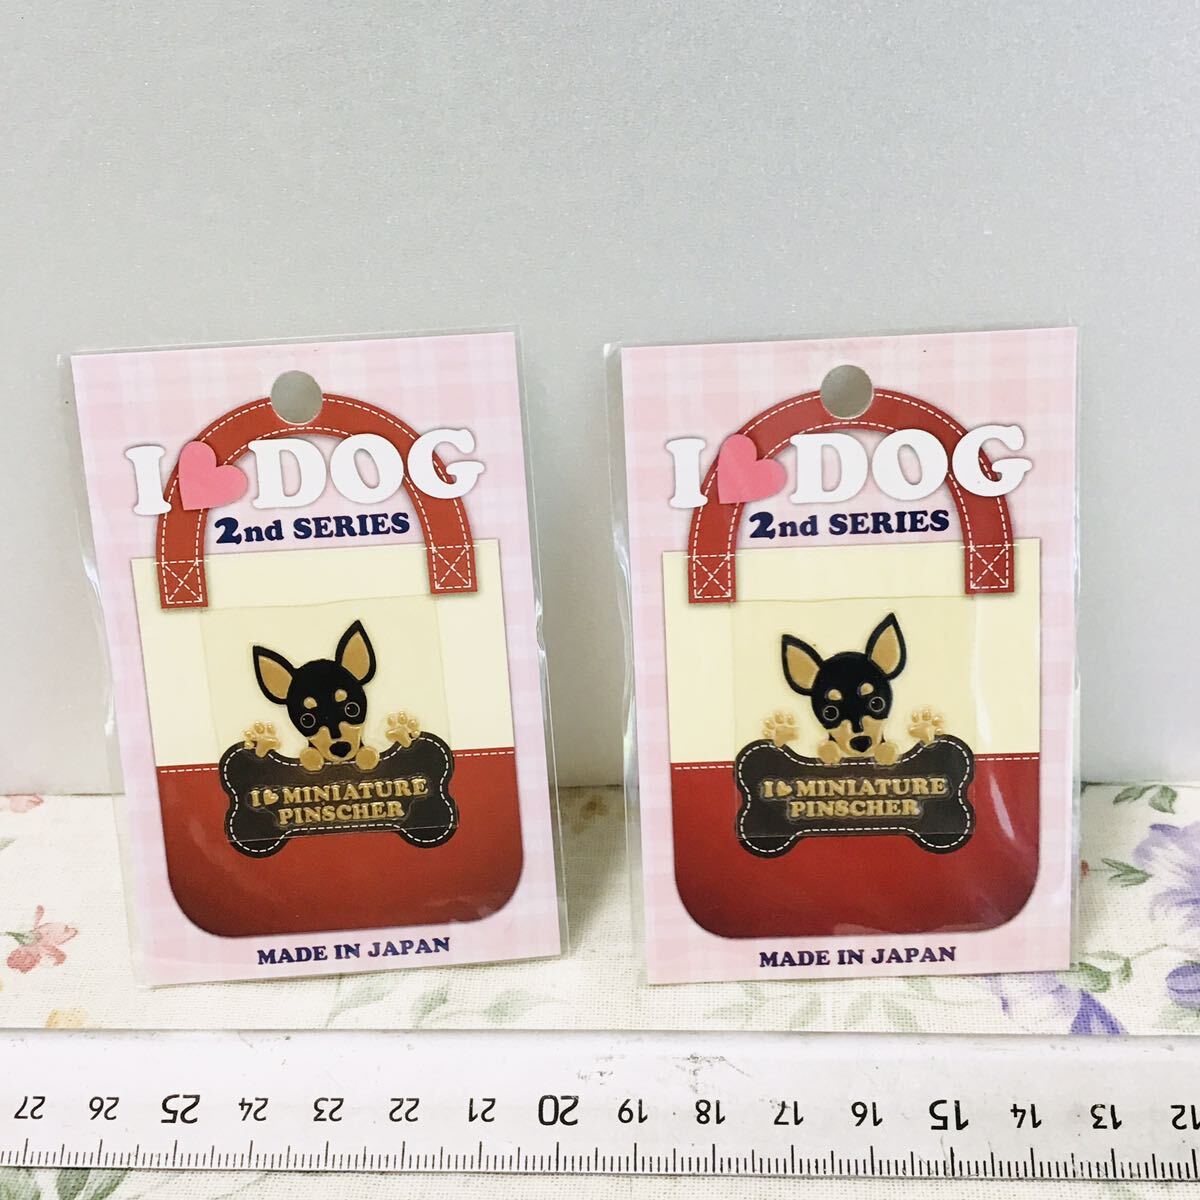 I ♥ DOG
2nd SERIES
I ♥ MINIATURE
PINSCHER
MADE IN JAPAN
I ♥ DOG
2nd SERIES
I ♥ MINIATURE
PINSCHER
MADE IN JAPAN
27 26 25 24 23 22 21 20 19 18 17 16 15 14 13 12